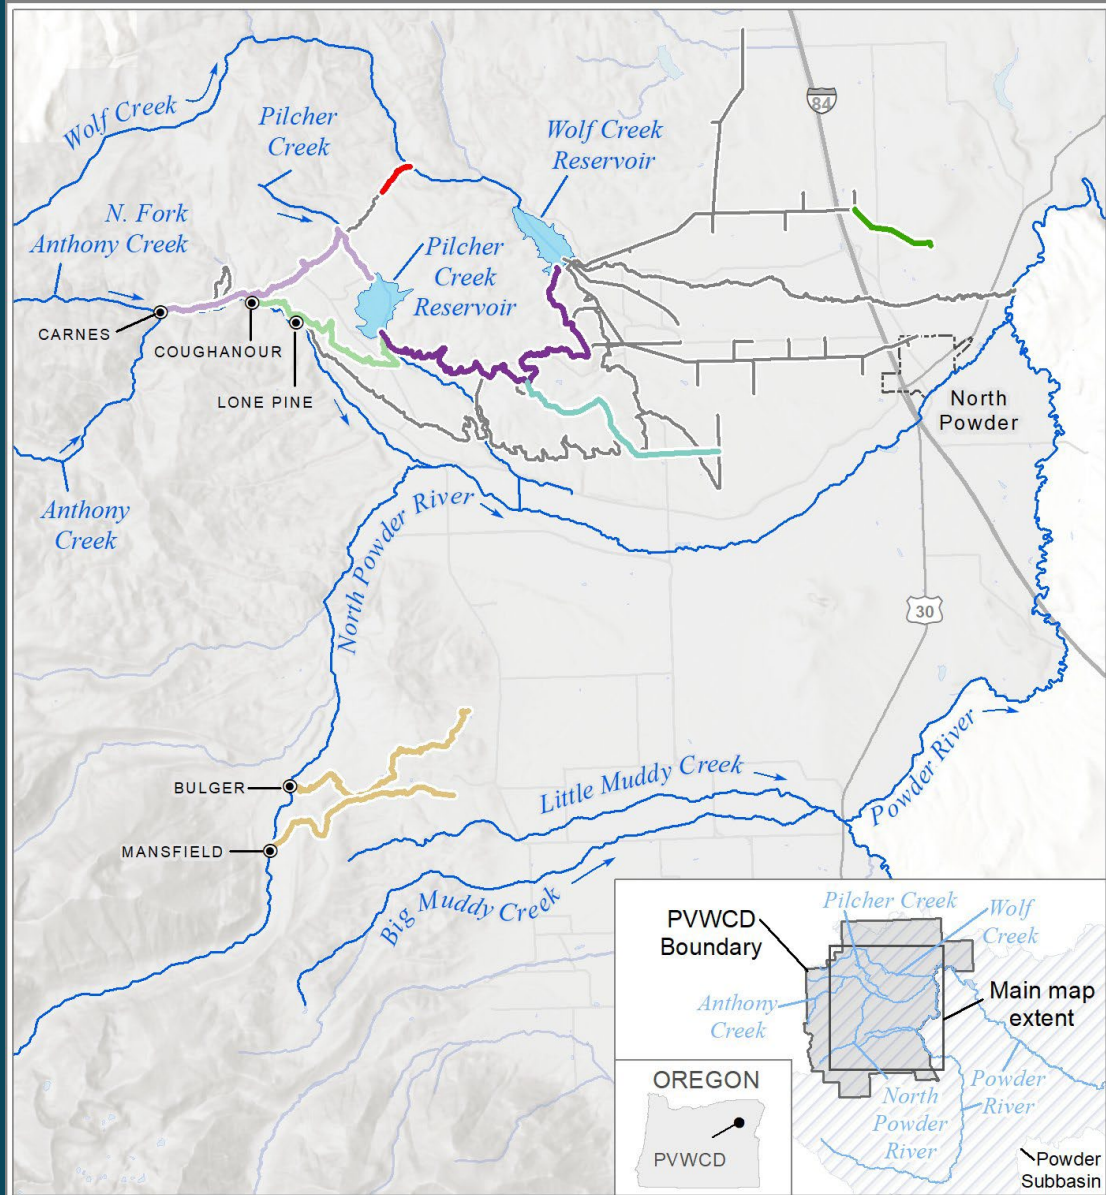 84
Wolf Creek
Pilcher
Creek
Wolf Creek
Reservoir
N. Fork
Anthony Creek
Pilcher
Creek
Reservoir
CARNES
COUGHANOUR
LONE PINE
North
Powder
Anthony
Creek
North Powder River
30
Powder River
BULGER
Little Muddy Creek
MANSFIELD
Big Muddy Creek
Pilcher Creek
PVWCD
Boundary
Wolf
Creek
Anthony
Creek
Main map
extent
OREGON
PVWCD
North
Powder
River
Powder
River
Powder
Subbasin